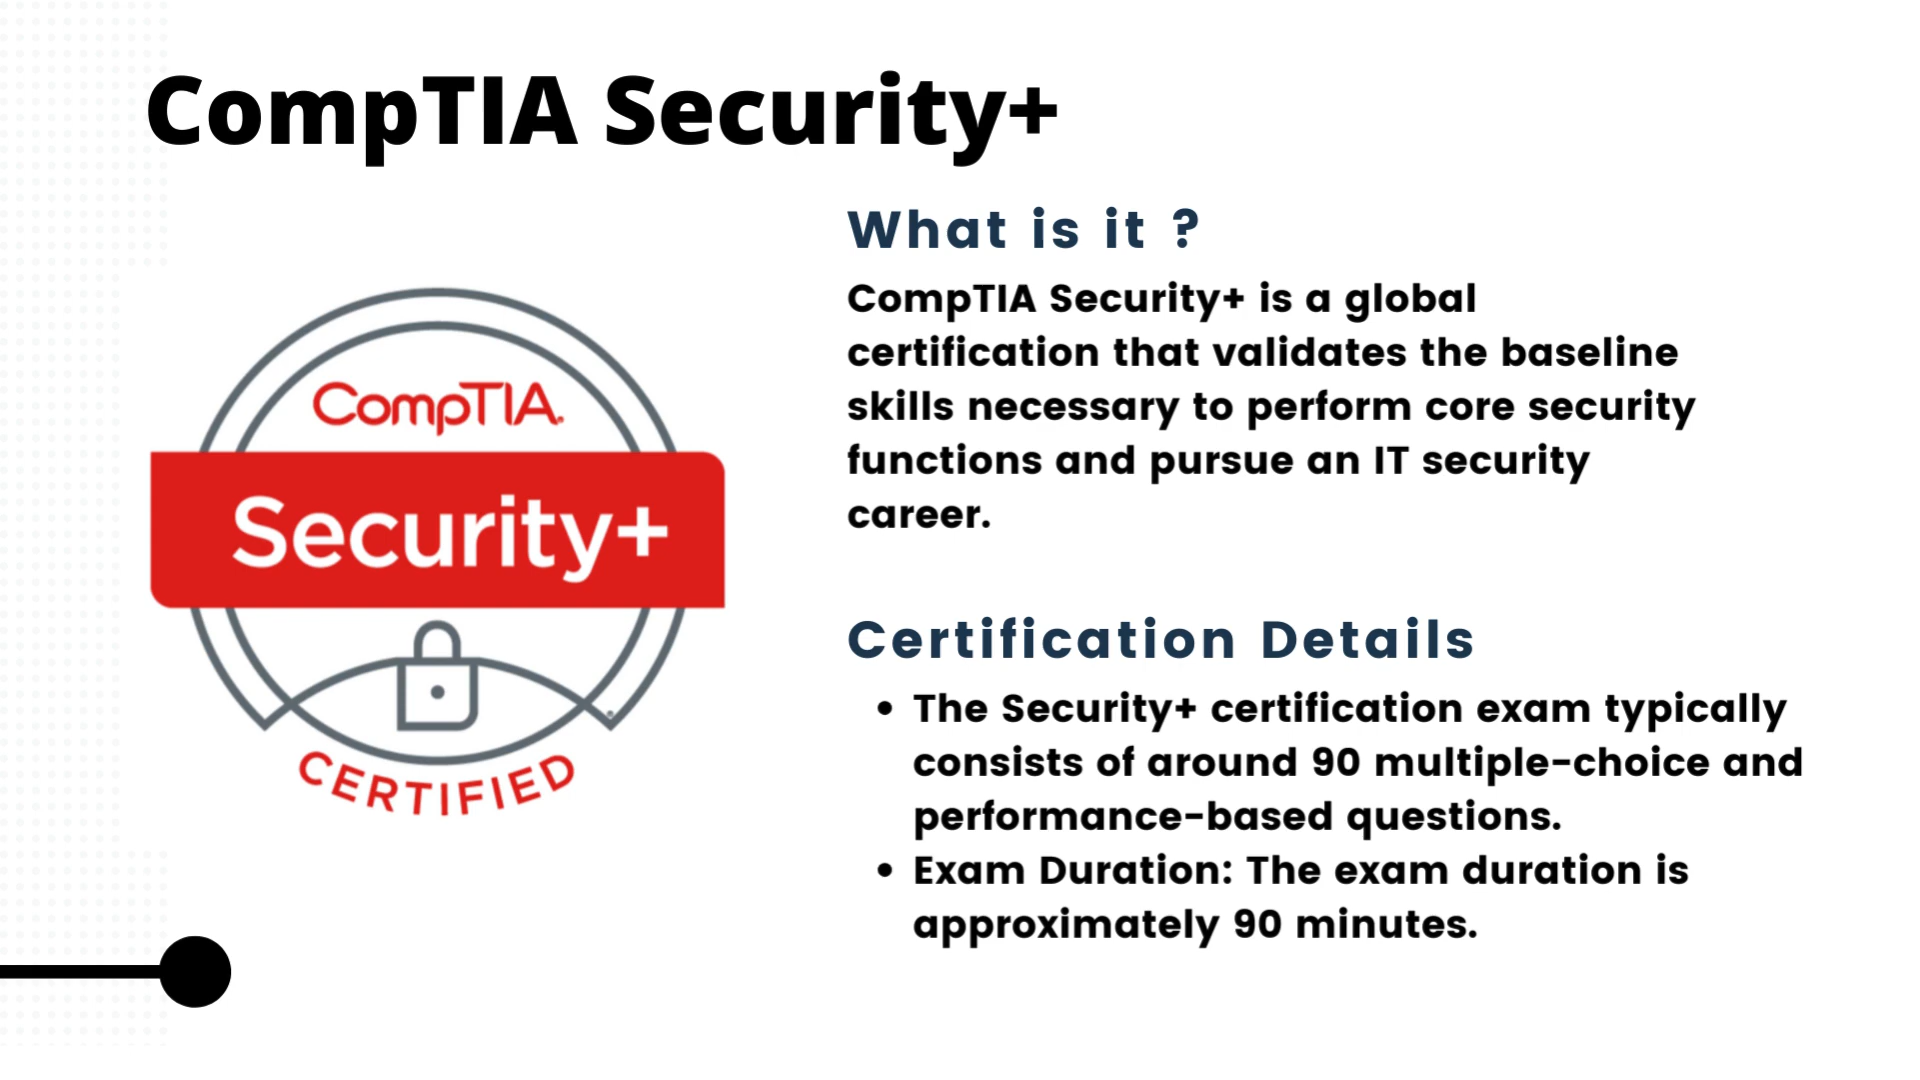 CompTIA Security+
CompTIA.
Security+
CERTIFIED
What is it ?
CompTIA Security+ is a global
certification that validates the baseline
skills necessary to perform core security
functions and pursue an IT security
career.
Certification Details
• The Security+ certification exam typically
consists of around 90 multiple-choice and
performance-based questions.
• Exam Duration: The exam duration is
approximately 90 minutes.